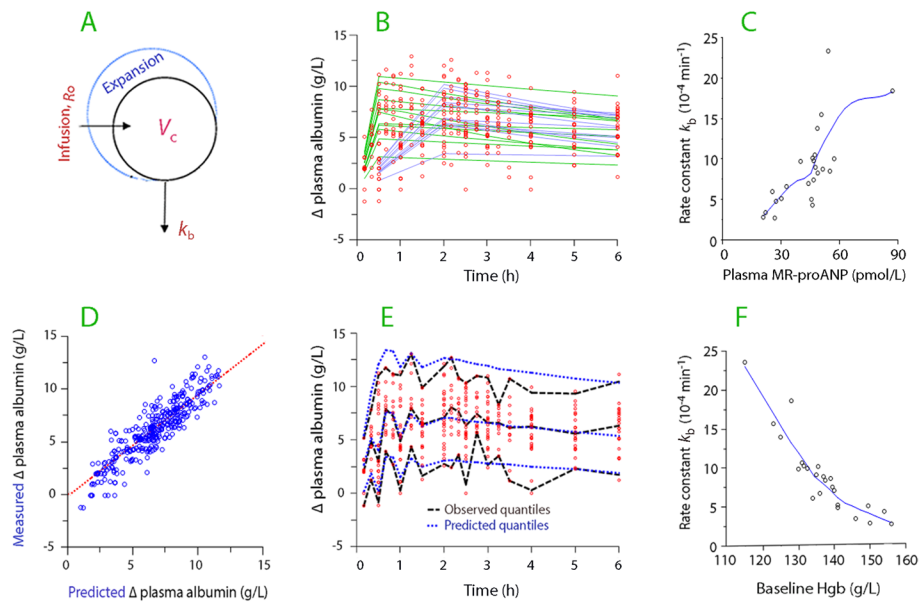 A
Expansion
Infusion, Ro
Vc
kb
B
Δ plasma albumin (g/L)
15
10
5
0
-5
0 1 2 3 4 5 6
Time (h)
C
Rate constant kb (10-4 min-1)
25
20
15
10
5
0
0 30 60 90
Plasma MR-proANP (pmol/L)
D
Measured Δ plasma albumin (g/L)
15
10
5
0
-5
0 5 10 15
Predicted Δ plasma albumin (g/L)
E
Δ plasma albumin (g/L)
15
10
5
0
-5
Observed quantiles
Predicted quantiles
0 1 2 3 4 5 6
Time (h)
F
Rate constant kb (10-4 min-1)
25
20
15
10
5
0
110 120 130 140 150 160
Baseline Hgb (g/L)